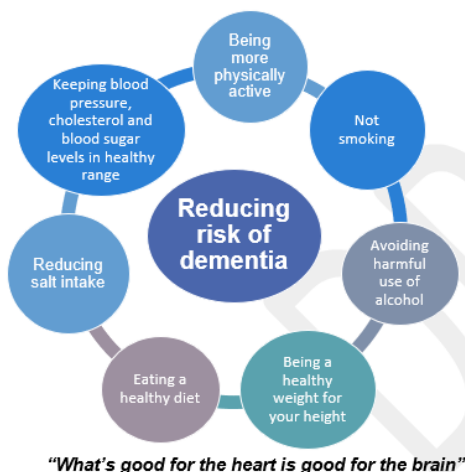 Being
more
physically
active
Not
smoking
Avoiding
harmful
use of
alcohol
Being a
healthy
weight for
your height
Eating a
healthy diet
Reducing
salt intake
Keeping blood
pressure,
cholesterol and
blood sugar
levels in healthy
range
Reducing
risk of
dementia
“What’s good for the heart is good for the brain”